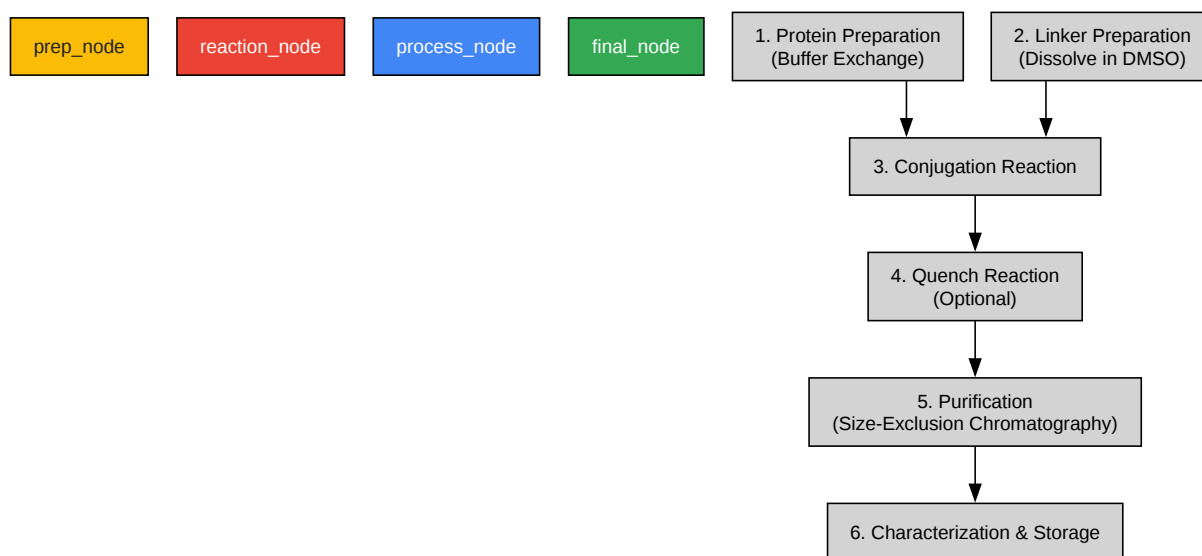 prep_node
reaction_node
process_node
final_node
1. Protein Preparation
(Buffer Exchange)
2. Linker Preparation
(Dissolve in DMSO)
3. Conjugation Reaction
4. Quench Reaction
(Optional)
5. Purification
(Size-Exclusion Chromatography)
6. Characterization & Storage